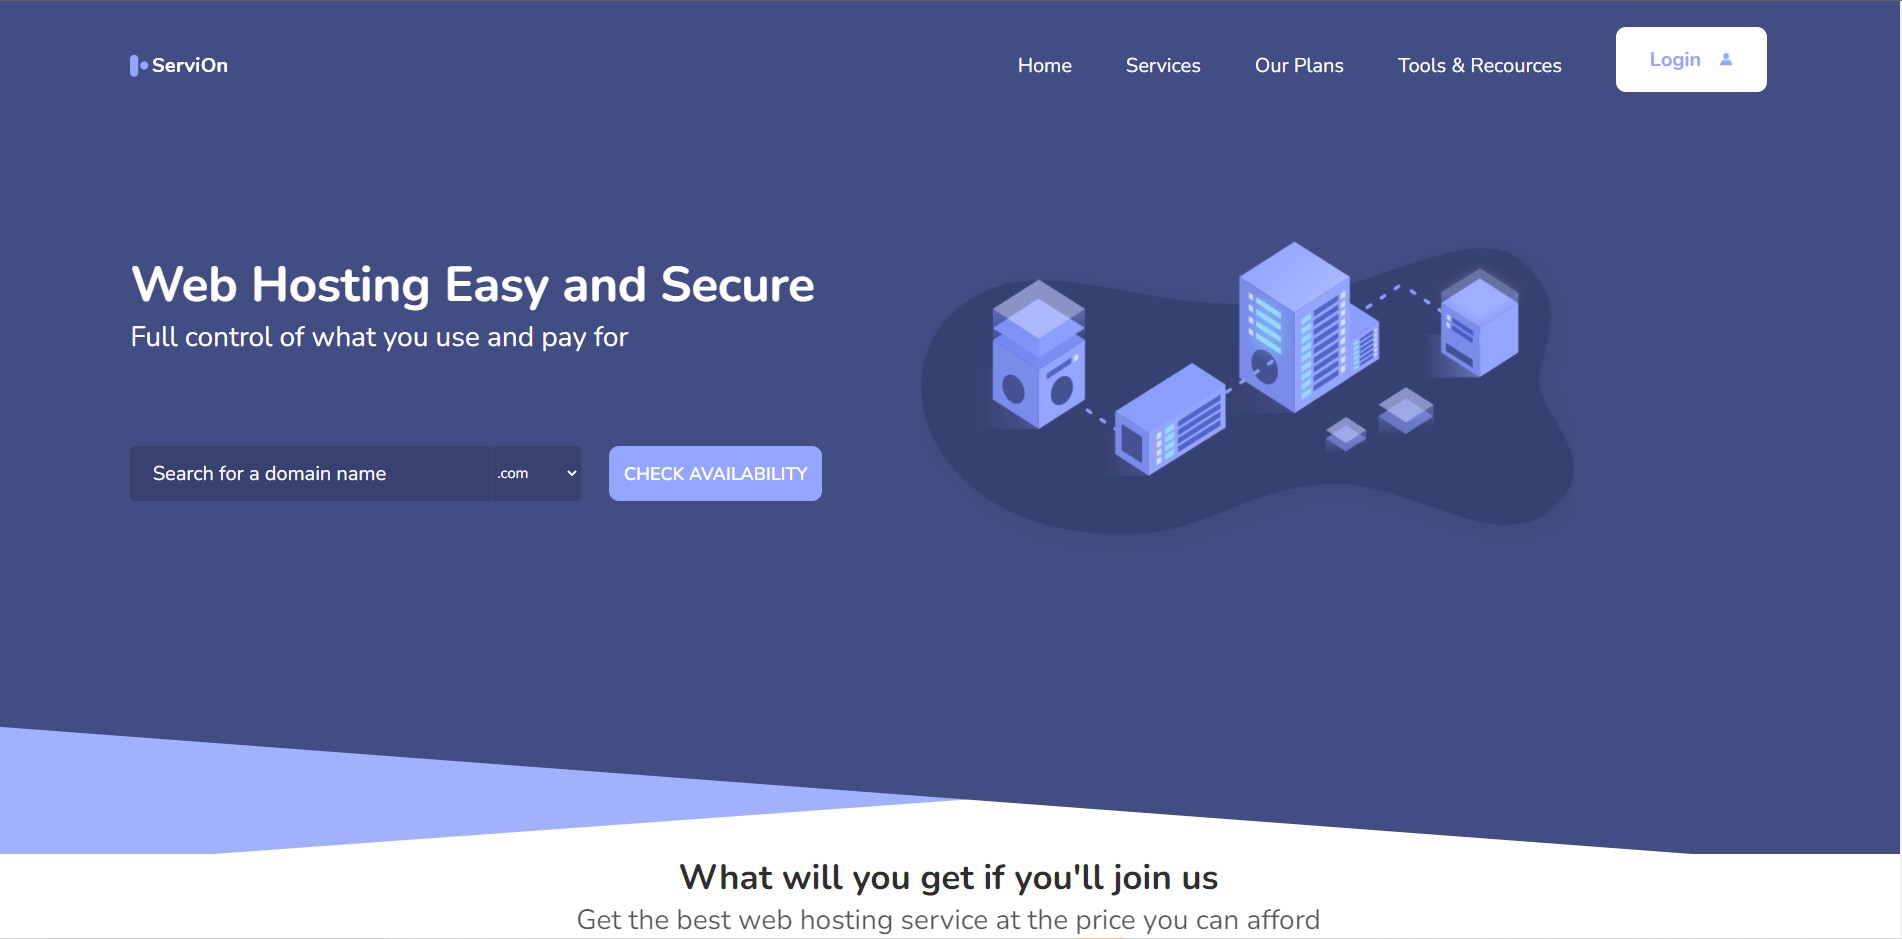 ServiOn
Home
Services
Our Plans
Tools & Recources
Login
Web Hosting Easy and Secure
Full control of what you use and pay for
Search for a domain name
.com
CHECK AVAILABILITY
What will you get if you'll join us
Get the best web hosting service at the price you can afford